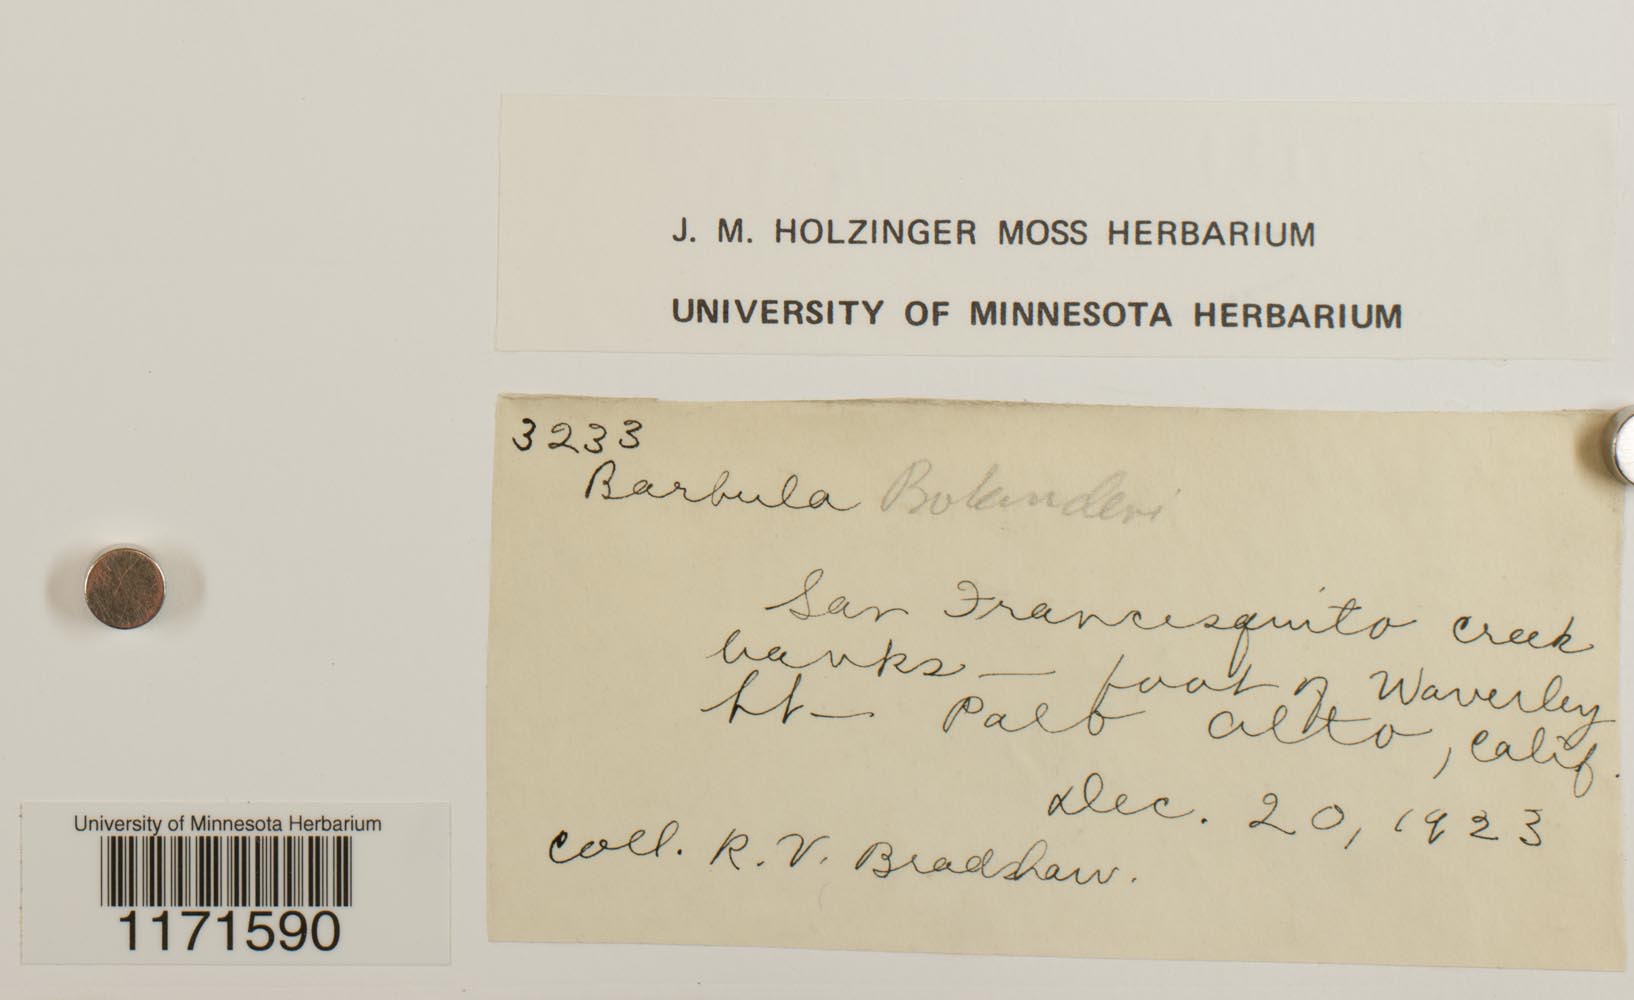 J. M. HOLZINGER MOSS HERBARIUM
UNIVERSITY OF MINNESOTA HERBARIUM
3233
Barbula Bolanderi
San Francisquito creek
banks — foot of Waverley
St — Palo Alto, Calif.
Dec. 20, 1923
Coll. R. V. Bradshaw.
University of Minnesota Herbarium
1171590